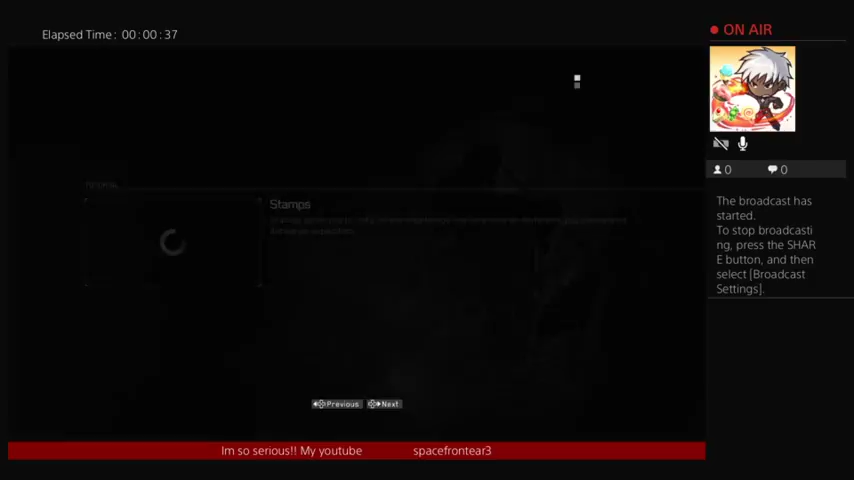 Elapsed Time: 00:00:37
ON AIR
0 0
The broadcast has
started.
To stop broadcasti
ng, press the SHAR
E button, and then
select [Broadcast
Settings].
Stamps
Previous Next
Im so serious!! My youtube spacefrontear3